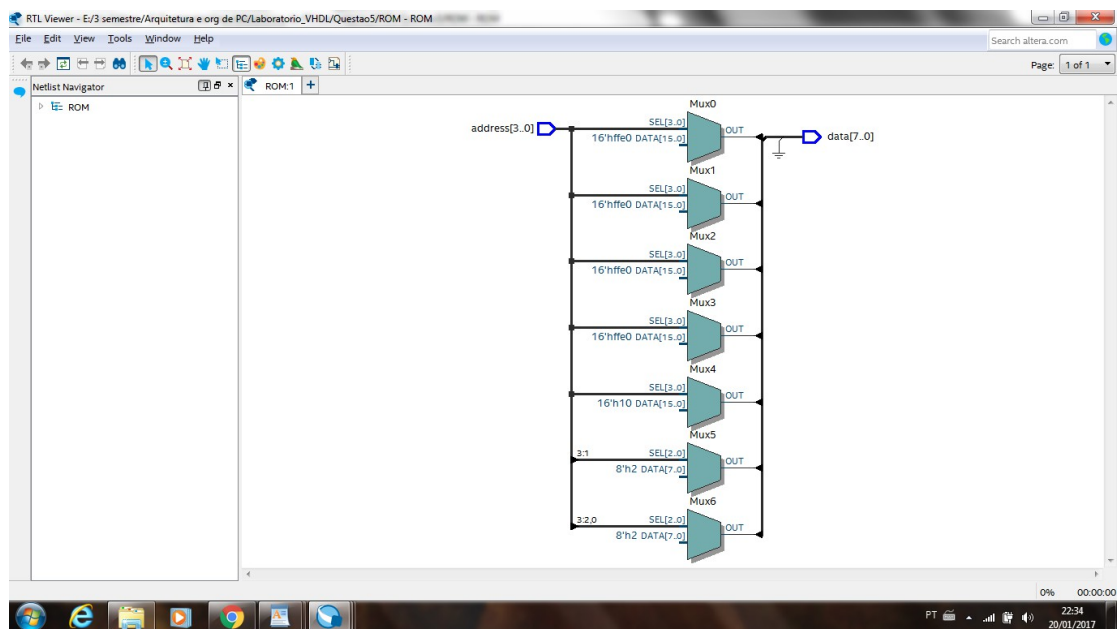 RTL Viewer - E:/3 semestre/Arquitetura e org de PC/Laboratorio_VHDL/Questao5/ROM - ROM
File Edit View Tools Window Help
Search altera.com
Page: 1 of 1
Netlist Navigator
ROM:1
ROM
Mux0
address[3..0]
SEL[3..0]
16'hffe0 DATA[15..0]
OUT
data[7..0]
Mux1
SEL[3..0]
16'hffe0 DATA[15..0]
OUT
Mux2
SEL[3..0]
16'hffe0 DATA[15..0]
OUT
Mux3
SEL[3..0]
16'hffe0 DATA[15..0]
OUT
Mux4
SEL[3..0]
16'h10 DATA[15..0]
OUT
Mux5
3:1
SEL[2..0]
8'h2 DATA[7..0]
OUT
Mux6
3:2,0
SEL[2..0]
8'h2 DATA[7..0]
OUT
0% 00:00:00
PT
22:34
20/01/2017